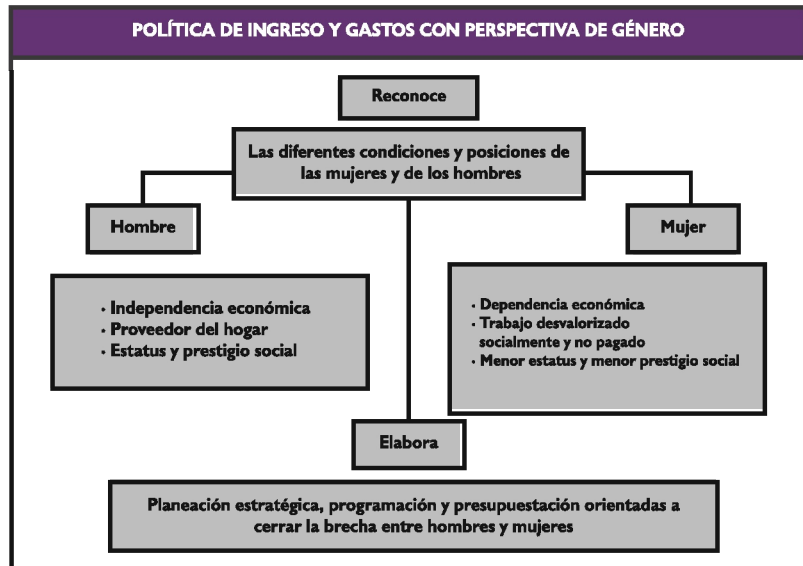 POLÍTICA DE INGRESO Y GASTOS CON PERSPECTIVA DE GÉNERO
Reconoce
Las diferentes condiciones y posiciones de
las mujeres y de los hombres
Hombre
Mujer
· Independencia económica
· Proveedor del hogar
· Estatus y prestigio social
· Dependencia económica
· Trabajo desvalorizado
socialmente y no pagado
· Menor estatus y menor prestigio social
Elabora
Planeación estratégica, programación y presupuestación orientadas a
cerrar la brecha entre hombres y mujeres